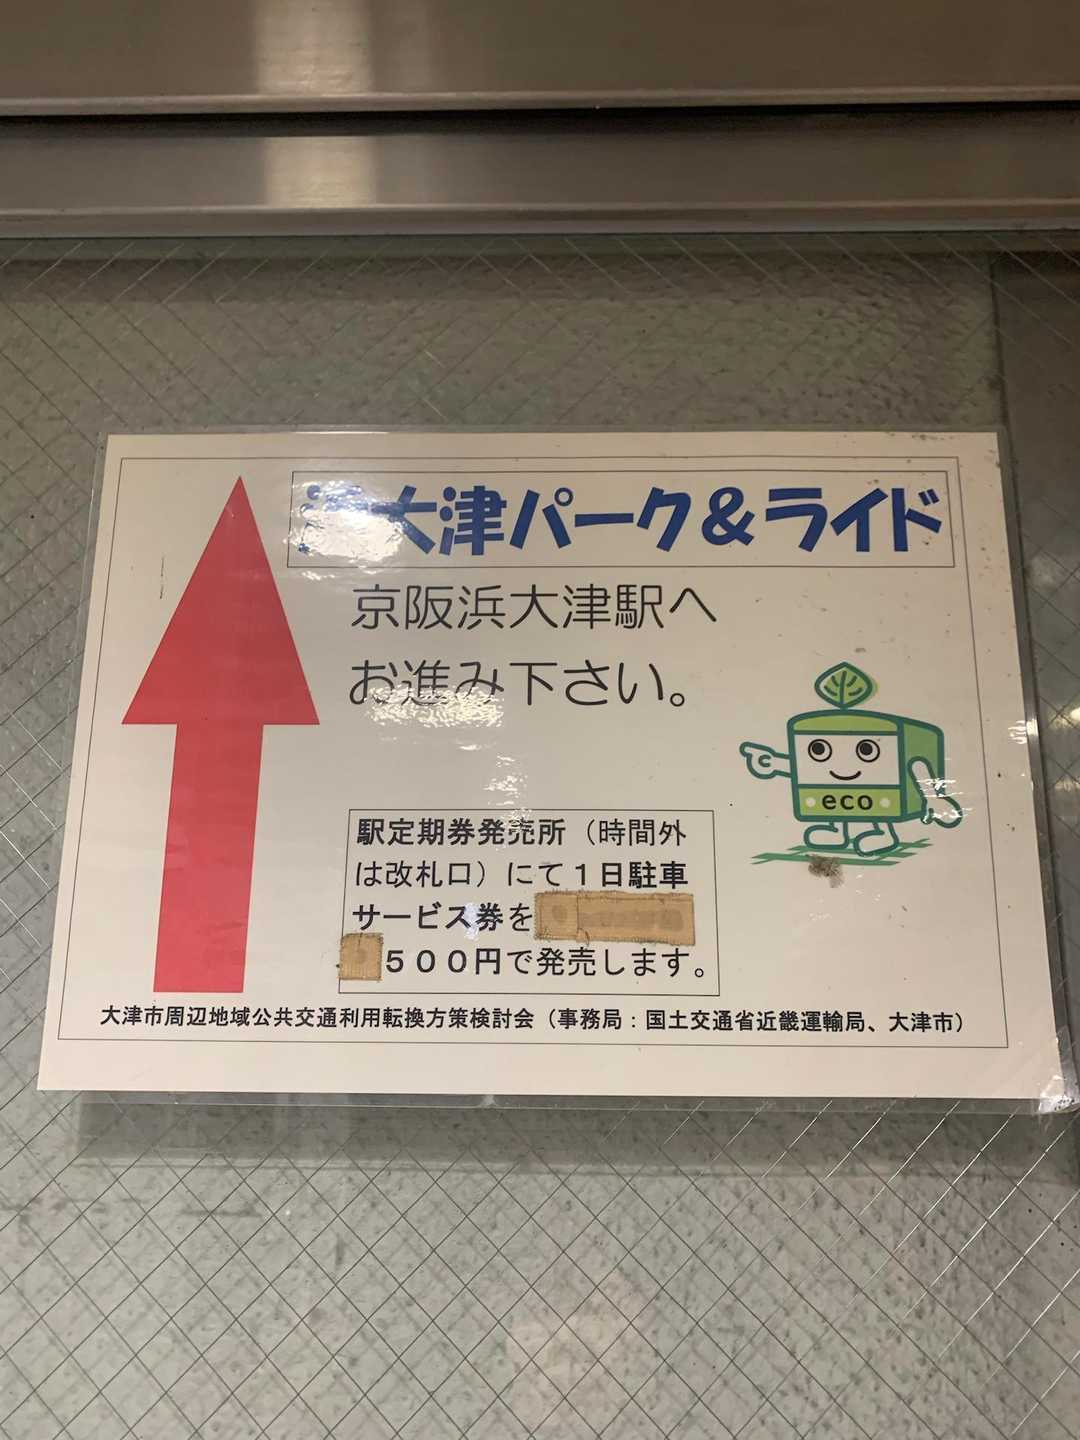 浜大津パーク&ライド
京阪浜大津駅へ
お進み下さい。
eco
駅定期券発売所（時間外
は改札口）にて１日駐車
サービス券を
５００円で発売します。
大津市周辺地域公共交通利用転換方策検討会（事務局：国土交通省近畿運輸局、大津市）